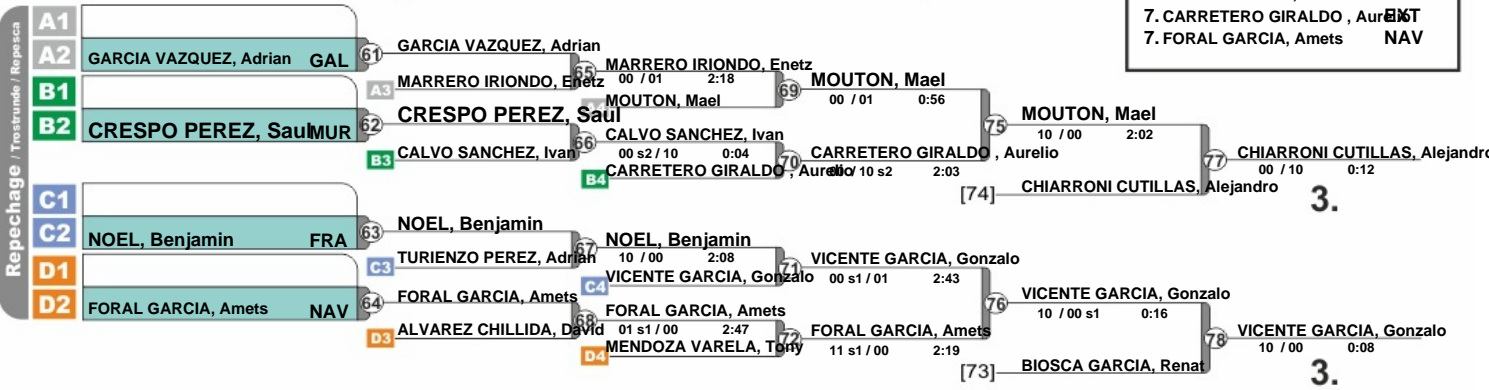 Repechage / Trostrunde / Repesca
7. CARRETERO GIRALDO , Aurelio EXT
7. FORAL GARCIA, Amets NAV
A1
A2 GARCIA VAZQUEZ, Adrian GAL
B1
B2 CRESPO PEREZ, Saul MUR
C1
C2 NOEL, Benjamin FRA
D1
D2 FORAL GARCIA, Amets NAV
61 GARCIA VAZQUEZ, Adrian
A3 MARRERO IRIONDO, Enetz
62 CRESPO PEREZ, Saul
B3 CALVO SANCHEZ, Ivan
63 NOEL, Benjamin
C3 TURIENZO PEREZ, Adrian
64 FORAL GARCIA, Amets
D3 ALVAREZ CHILLIDA, David
65 MARRERO IRIONDO, Enetz
00 / 01 2:18
MOUTON, Mael
66 CALVO SANCHEZ, Ivan
00 s2 / 10 0:04
B4 CARRETERO GIRALDO , Aurelio
67 NOEL, Benjamin
10 / 00 2:08
C4 VICENTE GARCIA, Gonzalo
68 FORAL GARCIA, Amets
01 s1 / 00 2:47
D4 MENDOZA VARELA, Tony
69 MOUTON, Mael
00 / 01 0:56
70 CARRETERO GIRALDO , Aurelio
00 / 10 s2 2:03
71 VICENTE GARCIA, Gonzalo
00 s1 / 01 2:43
72 FORAL GARCIA, Amets
11 s1 / 00 2:19
75 MOUTON, Mael
10 / 00 2:02
[74] CHIARRONI CUTILLAS, Alejandro
76 VICENTE GARCIA, Gonzalo
10 / 00 s1 0:16
[73] BIOSCA GARCIA, Renat
77 CHIARRONI CUTILLAS, Alejandro
00 / 10 0:12
3.
78 VICENTE GARCIA, Gonzalo
10 / 00 0:08
3.